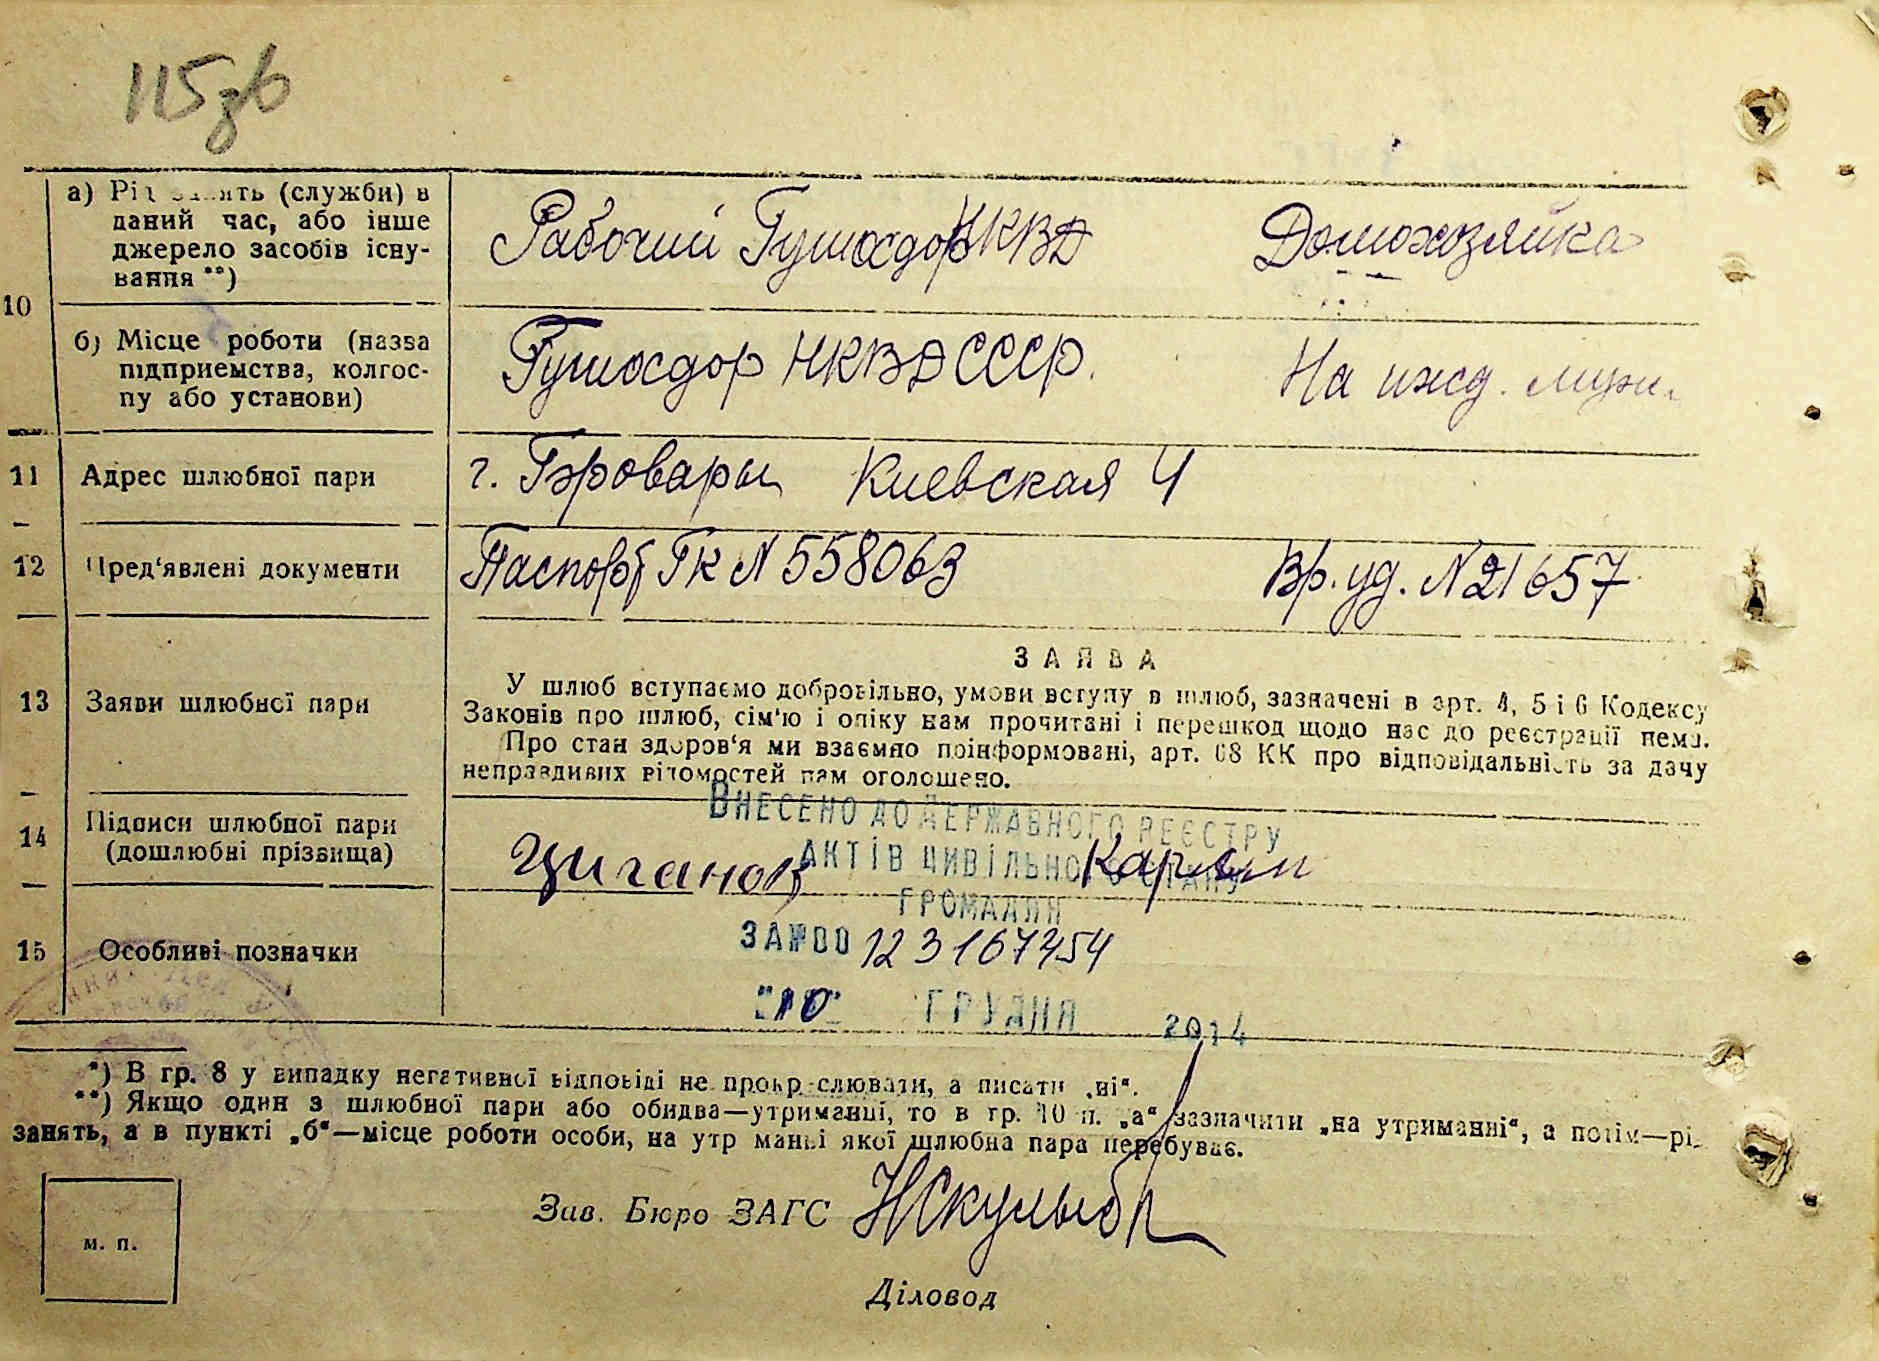 115зв
10
а) Рід занять (служби) в
даний час, або інше
джерело засобів існу-
вання **)
Рабочий Гушосдор НКВД
Домохозяйка
б) Місце роботи (назва
підприємства, колгос-
пу або установи)
Гушосдор НКВД СССР.
На ижд. мужа
11 Адрес шлюбної пари
г. Бровары Киевская 4
12 Пред'явлені документи
Паспорт ГК N 558063
Вр. уд. N 21657
13 Заяви шлюбної пари
ЗАЯВА
У шлюб вступаємо добровільно, умови вступу в шлюб, зазначені в арт. 4, 5 і 6 Кодексу
Законів про шлюб, сім'ю і опіку нам прочитані і перешкод щодо нас до реєстрації нема.
Про стан здоров'я ми взаємно поінформовані, арт. 68 КК про відповідальність за дачу
неправдивих відомостей нам оголошено.
14 Підписи шлюбної пари
(дошлюбні прізвища)
Циганов
ВНЕСЕНО ДО ДЕРЖАВНОГО РЕЄСТРУ
АКТІВ ЦИВІЛЬНОГО СТАНУ
ГРОМАДЯН
ЗА №00123167454
"10" ГРУДНЯ 2014
15 Особливі позначки
*) В гр. 8 у випадку негативної відповіді не прокреслювати, а писати „ні“.
**) Якщо один з шлюбної пари або обидва—утриманці, то в гр. 10 п. „а“ зазначити „на утриманні“, а потім—рід
занять, а в пункті „б“—місце роботи особи, на утриманні якої шлюбна пара перебуває.
м. п.
Зав. Бюро ЗАГС
Діловод